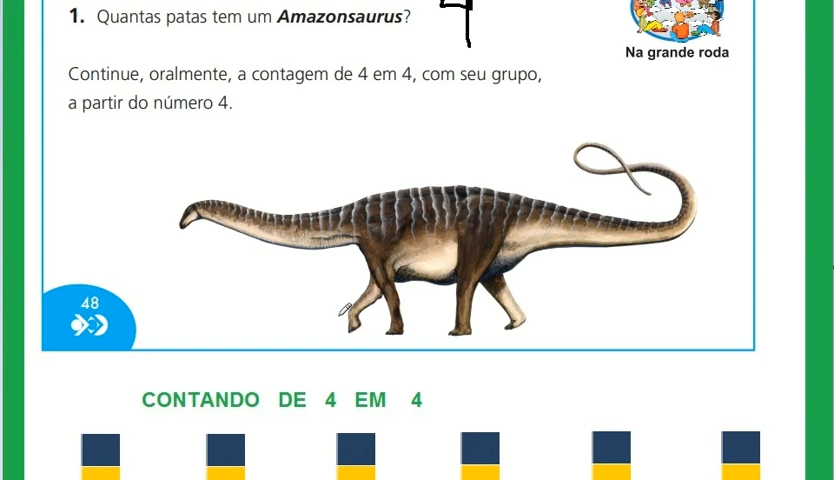 1. Quantas patas tem um Amazonsaurus? 4
Na grande roda
Continue, oralmente, a contagem de 4 em 4, com seu grupo,
a partir do número 4.
48
CONTANDO DE 4 EM 4